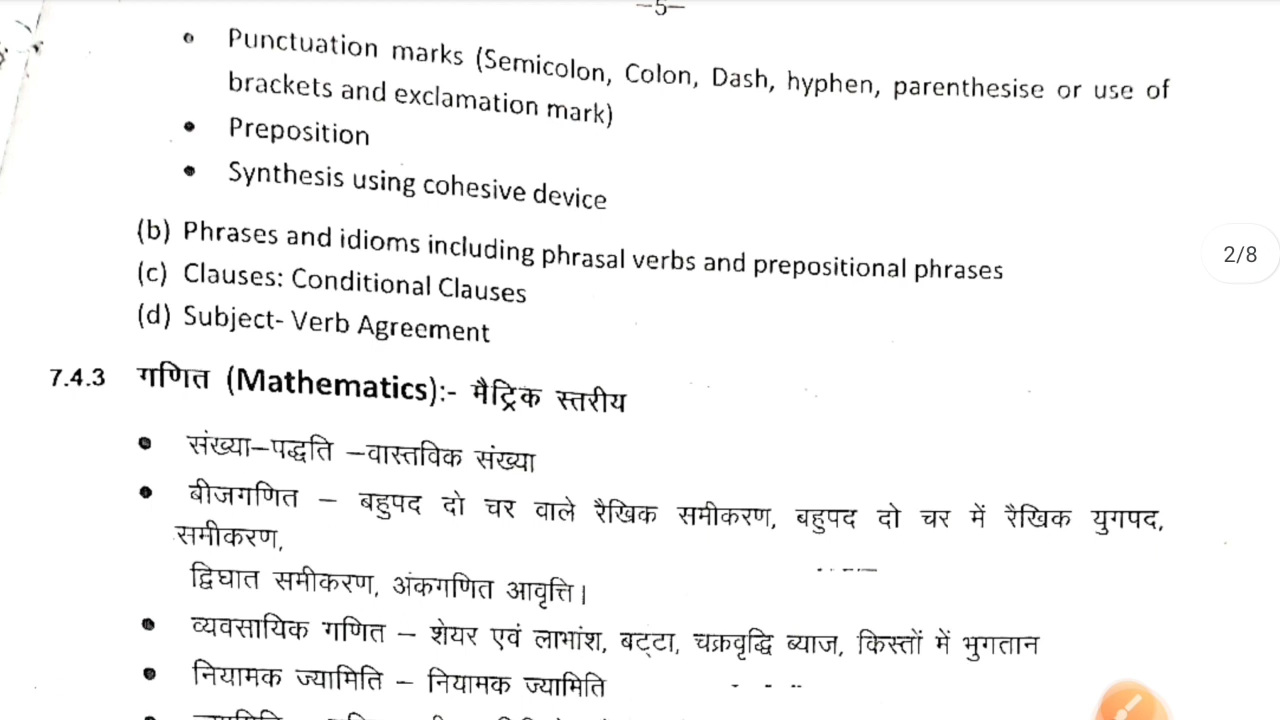 –5–
• Punctuation marks (Semicolon, Colon, Dash, hyphen, parenthesise or use of
brackets and exclamation mark)
• Preposition
• Synthesis using cohesive device
(b) Phrases and idioms including phrasal verbs and prepositional phrases
2/8
(c) Clauses: Conditional Clauses
(d) Subject- Verb Agreement
7.4.3 गणित (Mathematics):- मैट्रिक स्तरीय
• संख्या–पद्धति –वास्तविक संख्या
• बीजगणित – बहुपद दो चर वाले रैखिक समीकरण, बहुपद दो चर में रैखिक युगपद,
समीकरण,
द्विघात समीकरण, अंकगणित आवृत्ति।
• व्यवसायिक गणित – शेयर एवं लाभांश, बट्टा, चक्रवृद्धि ब्याज, किस्तों में भुगतान
• नियामक ज्यामिति – नियामक ज्यामिति